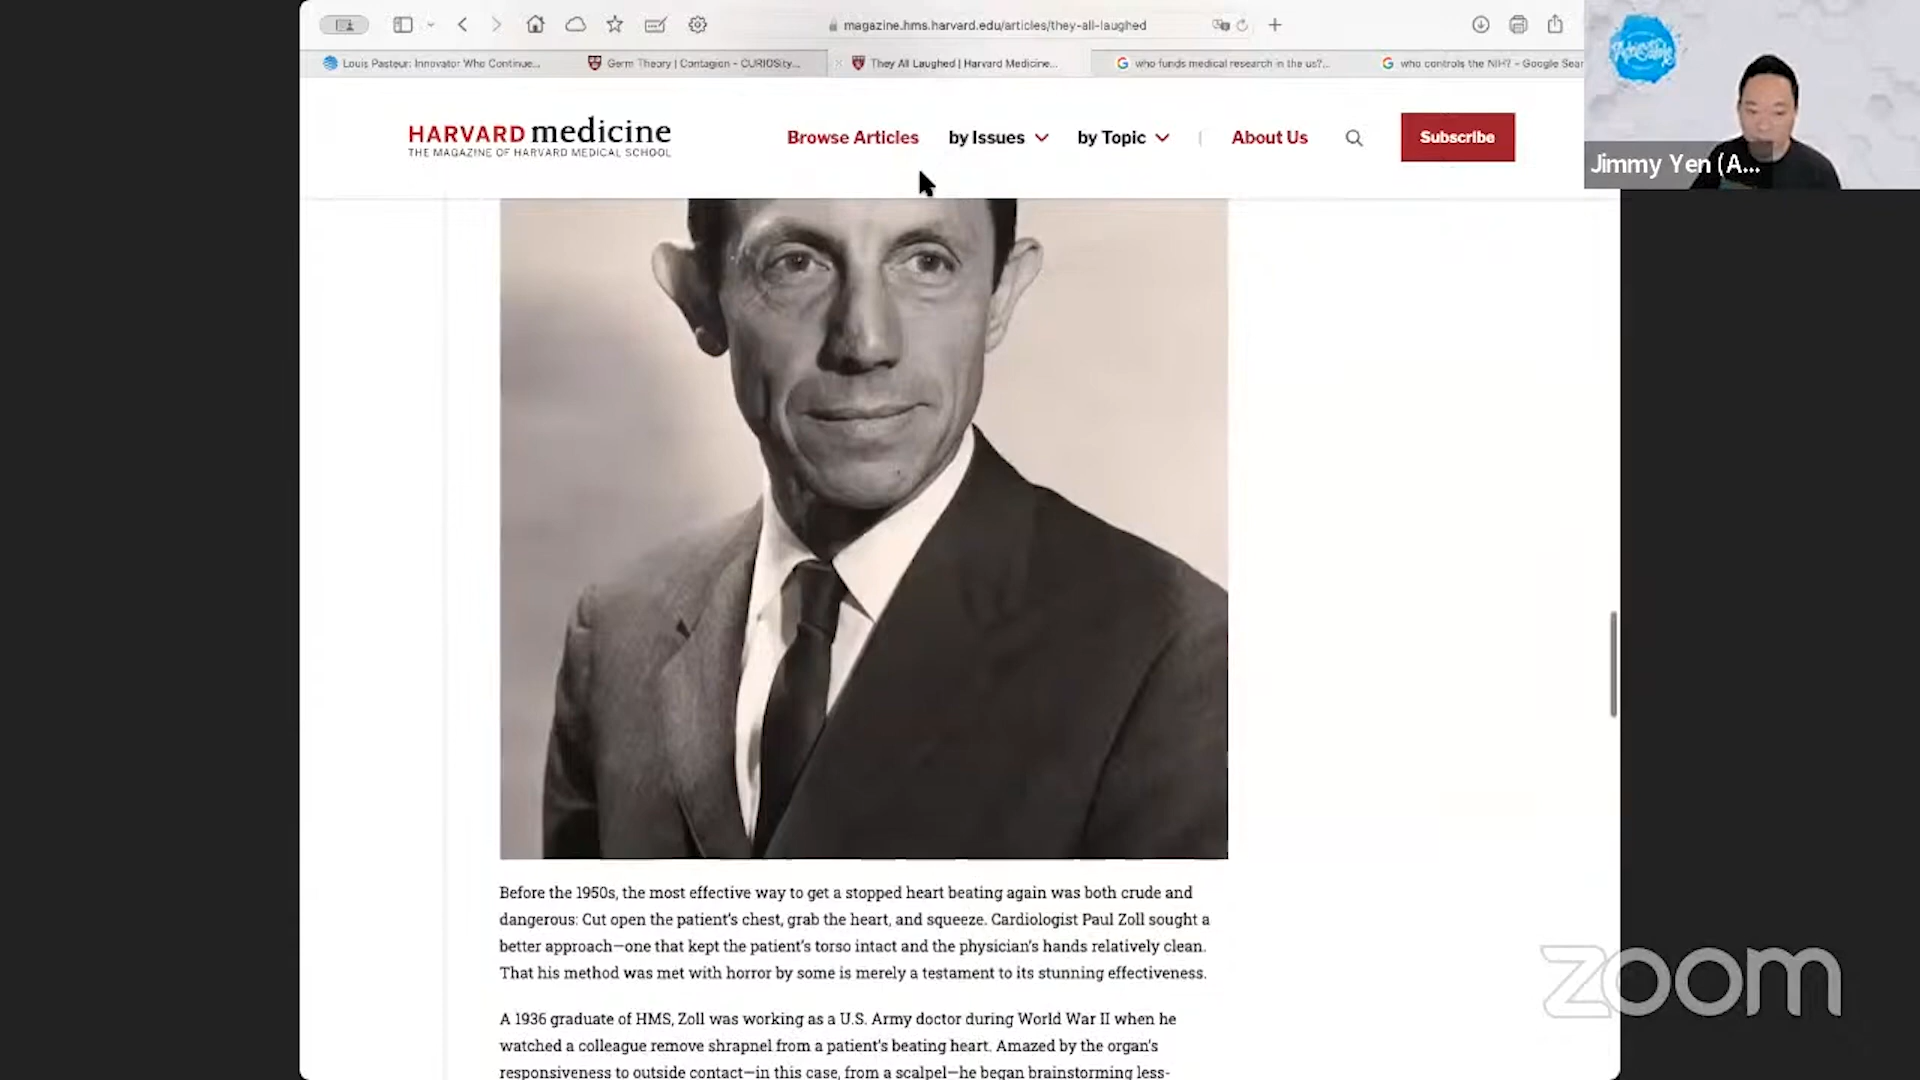 magazine.hms.harvard.edu/articles/they-all-laughed
Louis Pasteur: Innovator Who Continue...
Germ Theory | Contagion - CURIOSity...
They All Laughed | Harvard Medicine...
who funds medical research in the us?...
who controls the NIH? - Google Sear
HARVARD medicine
THE MAGAZINE OF HARVARD MEDICAL SCHOOL
Browse Articles
by Issues
by Topic
About Us
Subscribe
Jimmy Yen (A...
Before the 1950s, the most effective way to get a stopped heart beating again was both crude and
dangerous: Cut open the patient's chest, grab the heart, and squeeze. Cardiologist Paul Zoll sought a
better approach—one that kept the patient's torso intact and the physician's hands relatively clean.
That his method was met with horror by some is merely a testament to its stunning effectiveness.
A 1936 graduate of HMS, Zoll was working as a U.S. Army doctor during World War II when he
watched a colleague remove shrapnel from a patient's beating heart. Amazed by the organ's
responsiveness to outside contact—in this case, from a scalpel—he began brainstorming less-
zoom